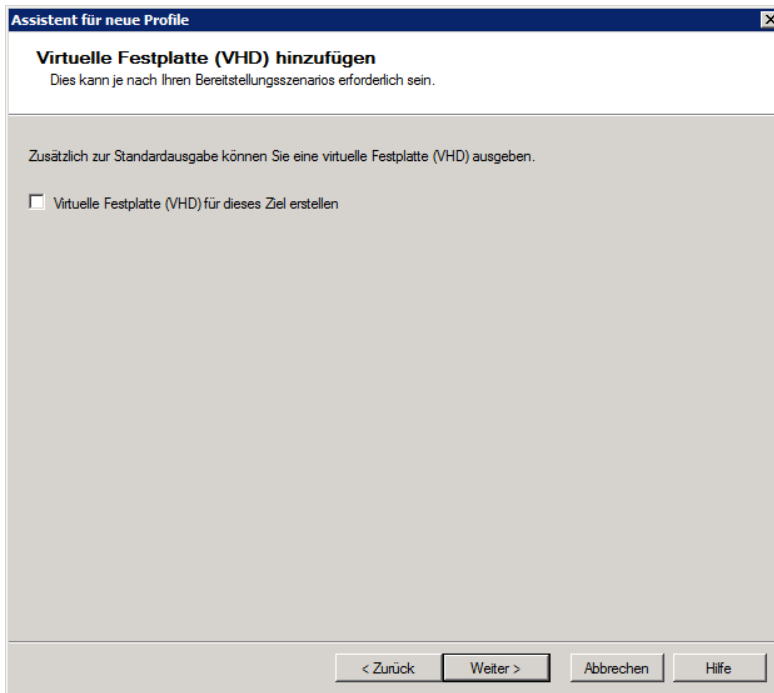 Assistent für neue Profile
Virtuelle Festplatte (VHD) hinzufügen
Dies kann je nach Ihren Bereitstellungsszenarios erforderlich sein.
Zusätzlich zur Standardausgabe können Sie eine virtuelle Festplatte (VHD) ausgeben.
Virtuelle Festplatte (VHD) für dieses Ziel erstellen
< Zurück Weiter > Abbrechen Hilfe